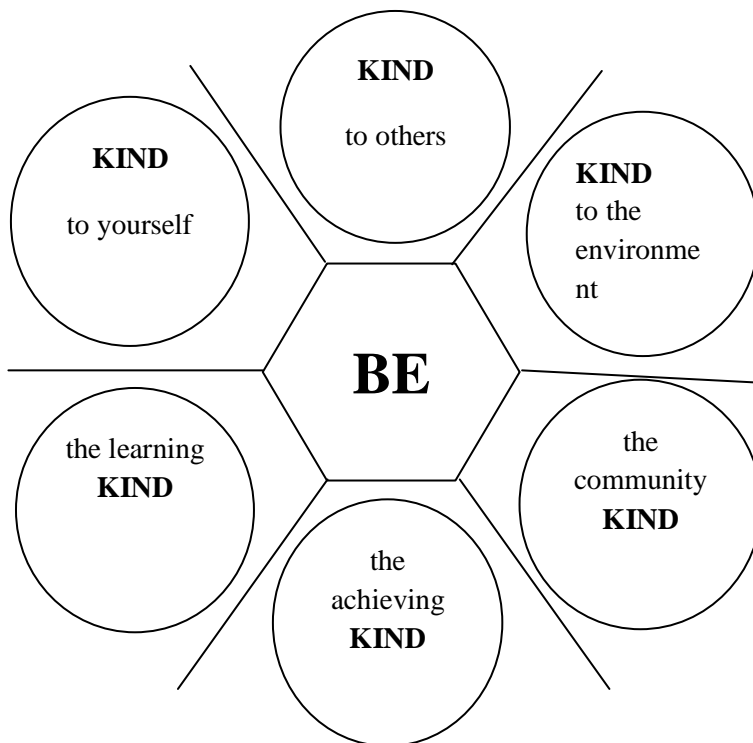 KIND
to others
KIND
to yourself
KIND
to the
environme
nt
BE
the learning
KIND
the
community
KIND
the
achieving
KIND